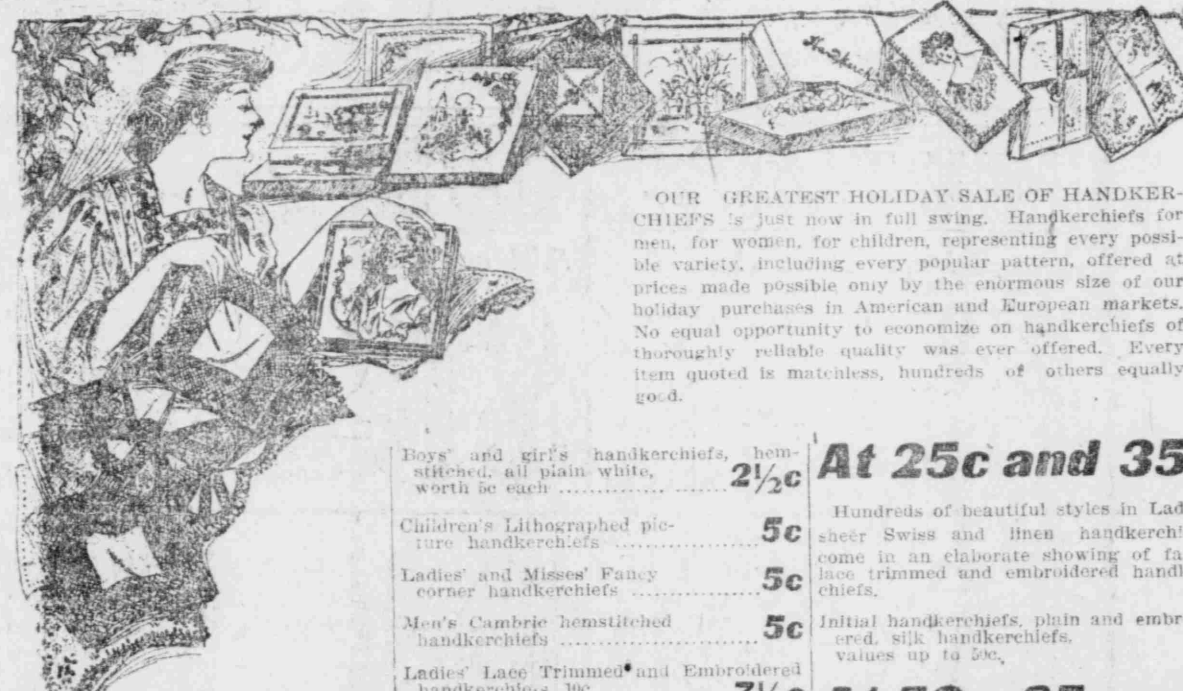 Handkerch
OUR GREATEST HOLIDAY SALE OF HANDKER-
CHIEFS is just now in full swing. Handkerchiefs for
men, for women, for children, representing every possi-
ble variety, including every popular pattern, offered at
prices made possible only by the enormous size of our
holiday purchases in American and European markets.
No equal opportunity to economize on handkerchiefs of
thoroughly reliable quality was ever offered. Every
item quoted is matchless, hundreds of others equally
good.
Boys' and girl's handkerchiefs, hem-
stitched, all plain white,
worth 5c each .................... 2½c
Children's Lithographed pic-
ture handkerchiefs .................... 5c
Ladies' and Misses' Fancy
corner handkerchiefs .................... 5c
Men's Cambric hemstitched
handkerchiefs .................... 5c
Ladies' Lace Trimmed and Embroidered
handkerchiefs, 10c
At 25c and 35
Hundreds of beautiful styles in Lad
sheer Swiss and linen handkerchi
come in an elaborate showing of fa
lace trimmed and embroidered handk
chiefs.
Initial handkerchiefs, plain and embr
ered, silk handkerchiefs,
values up to 50c.